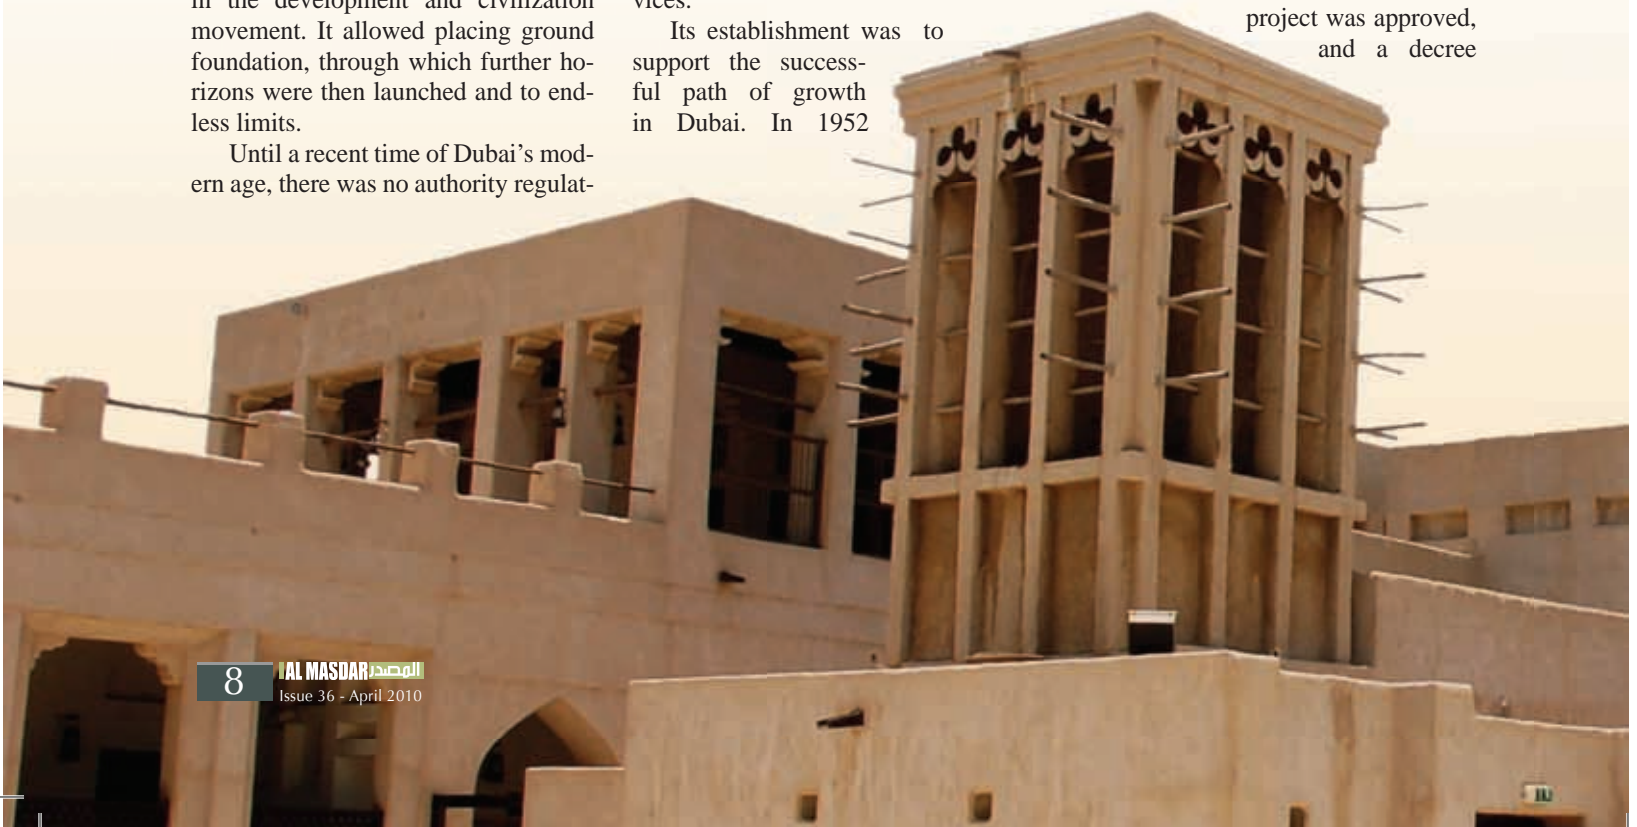 in the development and civilization
movement. It allowed placing ground
foundation, through which further ho-
rizons were then launched and to end-
less limits.
Until a recent time of Dubai’s mod-
ern age, there was no authority regulat-
vices.
Its establishment was to
support the success-
ful path of growth
in Dubai. In 1952
project was approved,
and a decree
8
AL MASDAR المصدر
Issue 36 - April 2010